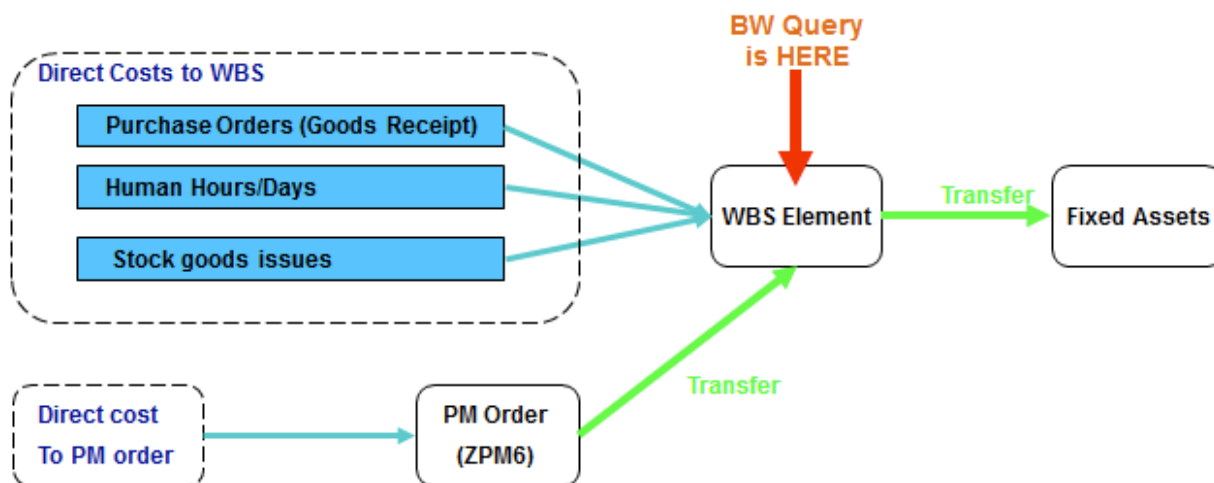 BW Query
is HERE
Direct Costs to WBS
Purchase Orders (Goods Receipt)
Human Hours/Days
Stock goods issues
WBS Element
Transfer
Fixed Assets
Transfer
Direct cost
To PM order
PM Order
(ZPM6)